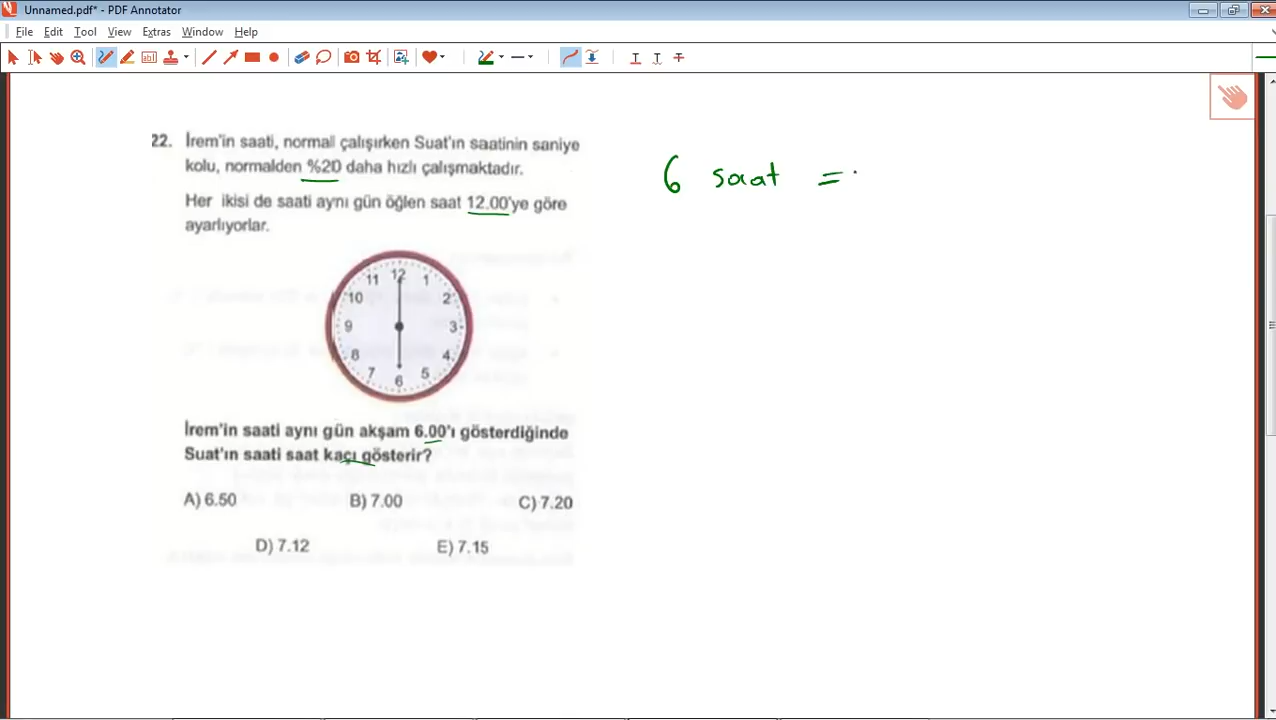 Unnamed.pdf* - PDF Annotator
File Edit Tool View Extras Window Help
22. İrem'in saati, normal çalışırken Suat'ın saatinin saniye
kolu, normalden %20 daha hızlı çalışmaktadır.
Her ikisi de saati aynı gün öğlen saat 12.00'ye göre
ayarlıyorlar.
12
1
2
3
4
5
6
7
8
9
10
11
İrem'in saati aynı gün akşam 6.00'ı gösterdiğinde
Suat'ın saati saat kaçı gösterir?
A) 6.50 B) 7.00 C) 7.20
D) 7.12 E) 7.15
6 saat =